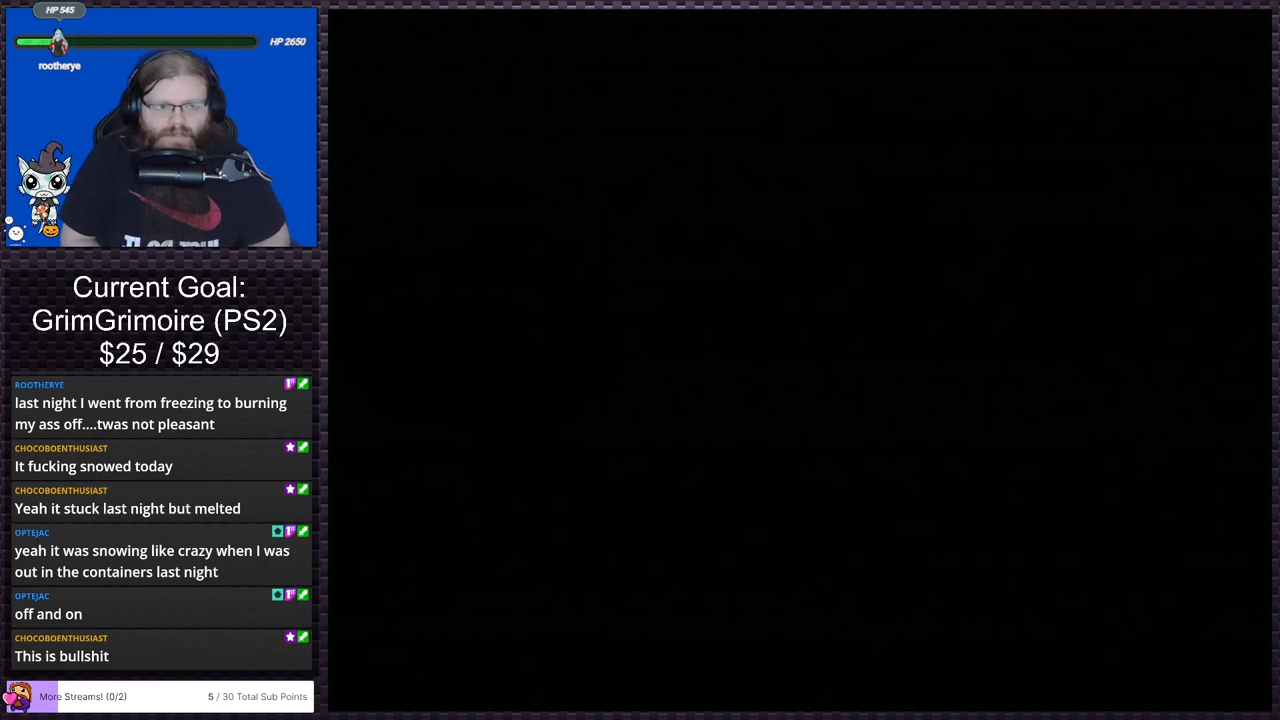 HP 545
HP 2650
rootherye
Current Goal:
GrimGrimoire (PS2)
$25 / $29
ROOTHERYE
last night I went from freezing to burning
my ass off....twas not pleasant
CHOCOBOENTHUSIAST
It fucking snowed today
CHOCOBOENTHUSIAST
Yeah it stuck last night but melted
OPTEJAC
yeah it was snowing like crazy when I was
out in the containers last night
OPTEJAC
off and on
CHOCOBOENTHUSIAST
This is bullshit
More Streams! (0/2)
5 / 30 Total Sub Points